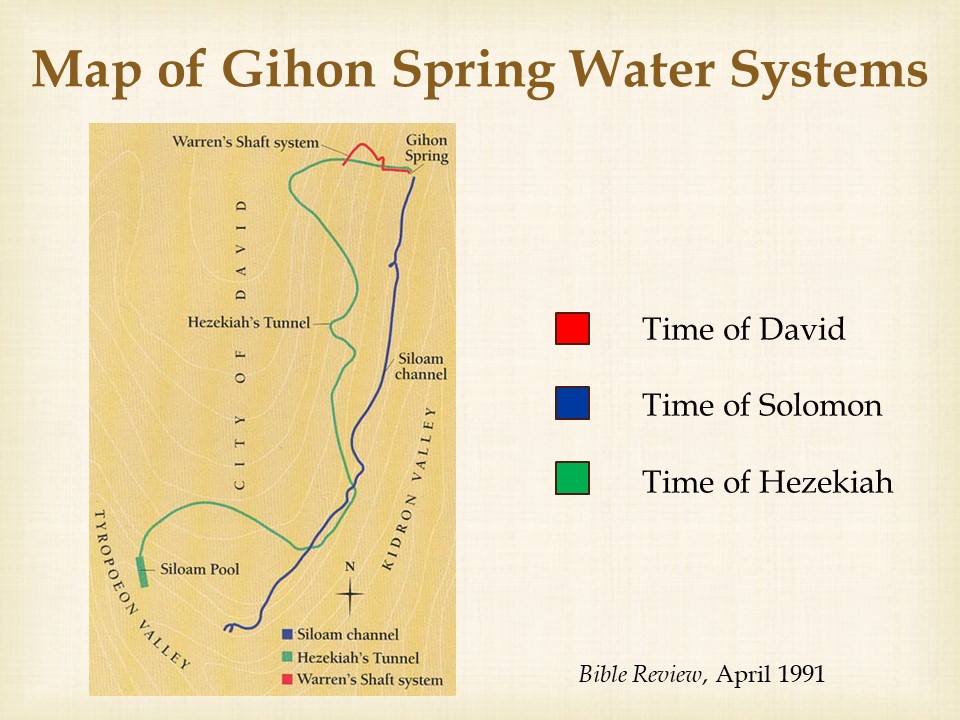 Map of Gihon Spring Water Systems
Warren's Shaft system
Gihon
Spring
CITY OF DAVID
Hezekiah's Tunnel
Siloam
channel
KIDRON VALLEY
TYROPOEON VALLEY
Siloam Pool
N
Siloam channel
Hezekiah's Tunnel
Warren's Shaft system
Time of David
Time of Solomon
Time of Hezekiah
Bible Review, April 1991